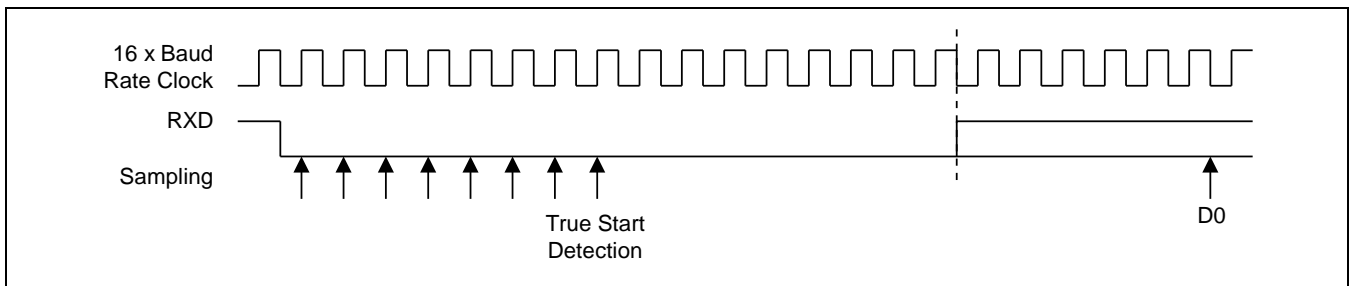 16 x Baud
Rate Clock
RXD
Sampling
True Start
Detection
D0